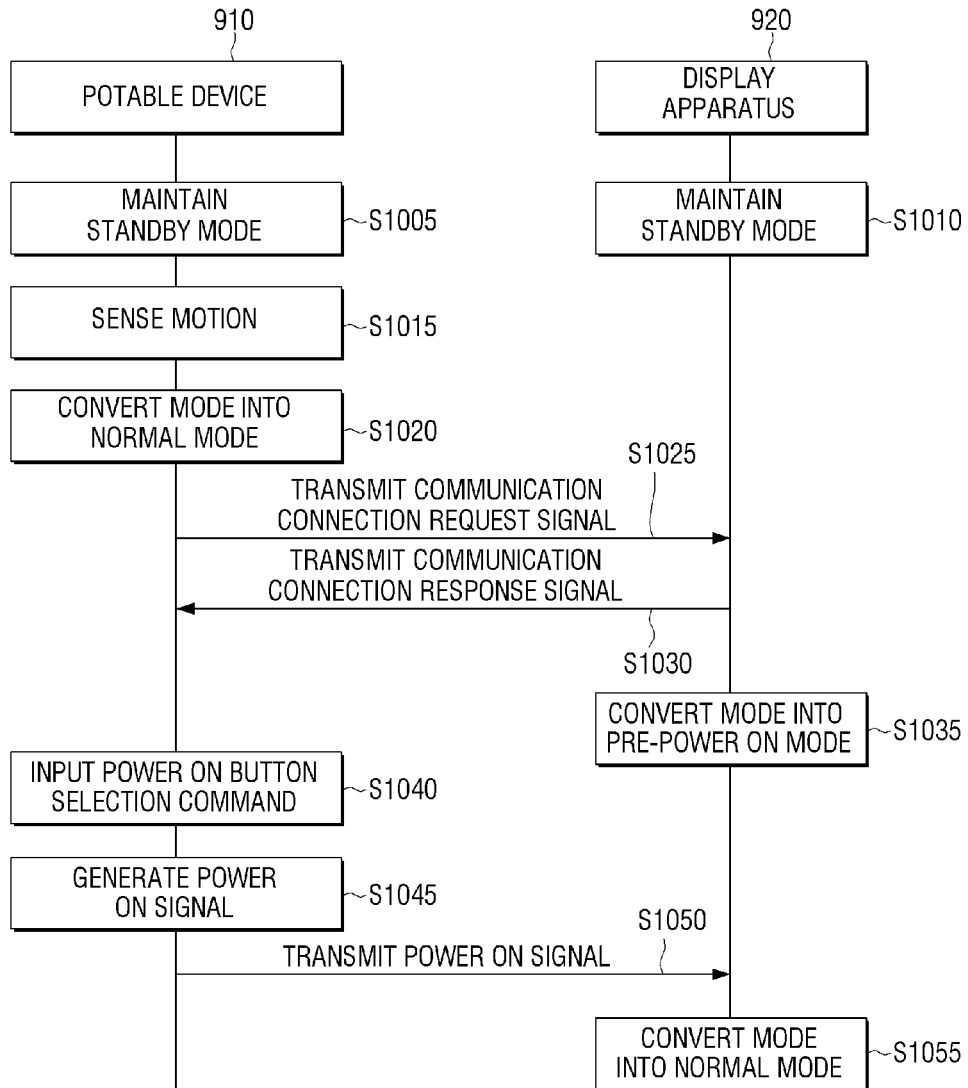 910
920
POTABLE DEVICE
DISPLAY
APPARATUS
MAINTAIN
STANDBY MODE
S1005
MAINTAIN
STANDBY MODE
S1010
SENSE MOTION
S1015
CONVERT MODE INTO
NORMAL MODE
S1020
S1025
TRANSMIT COMMUNICATION
CONNECTION REQUEST SIGNAL
TRANSMIT COMMUNICATION
CONNECTION RESPONSE SIGNAL
S1030
CONVERT MODE INTO
PRE-POWER ON MODE
S1035
INPUT POWER ON BUTTON
SELECTION COMMAND
S1040
GENERATE POWER
ON SIGNAL
S1045
S1050
TRANSMIT POWER ON SIGNAL
CONVERT MODE
INTO NORMAL MODE
S1055